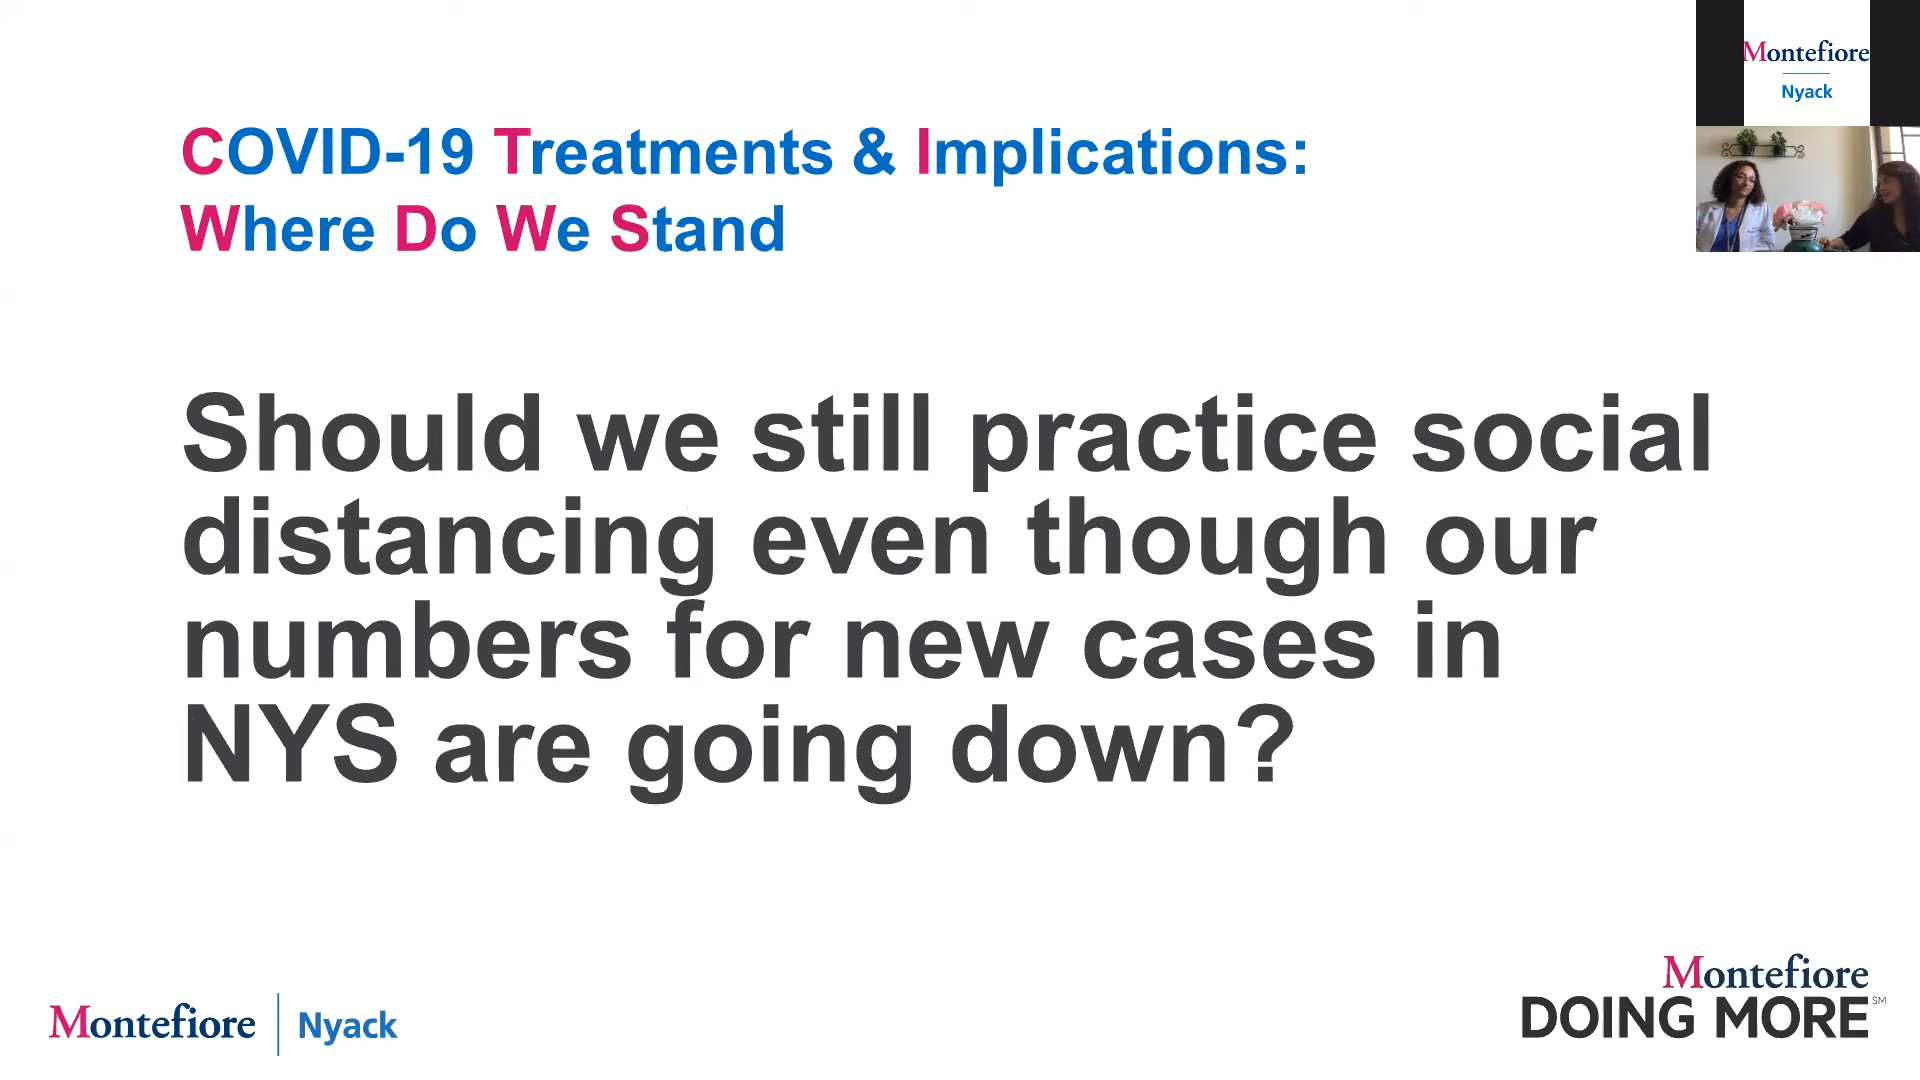 COVID-19 Treatments & Implications:
Where Do We Stand
Montefiore
Nyack
Should we still practice social
distancing even though our
numbers for new cases in
NYS are going down?
Montefiore | Nyack
Montefiore
DOING MORE℠